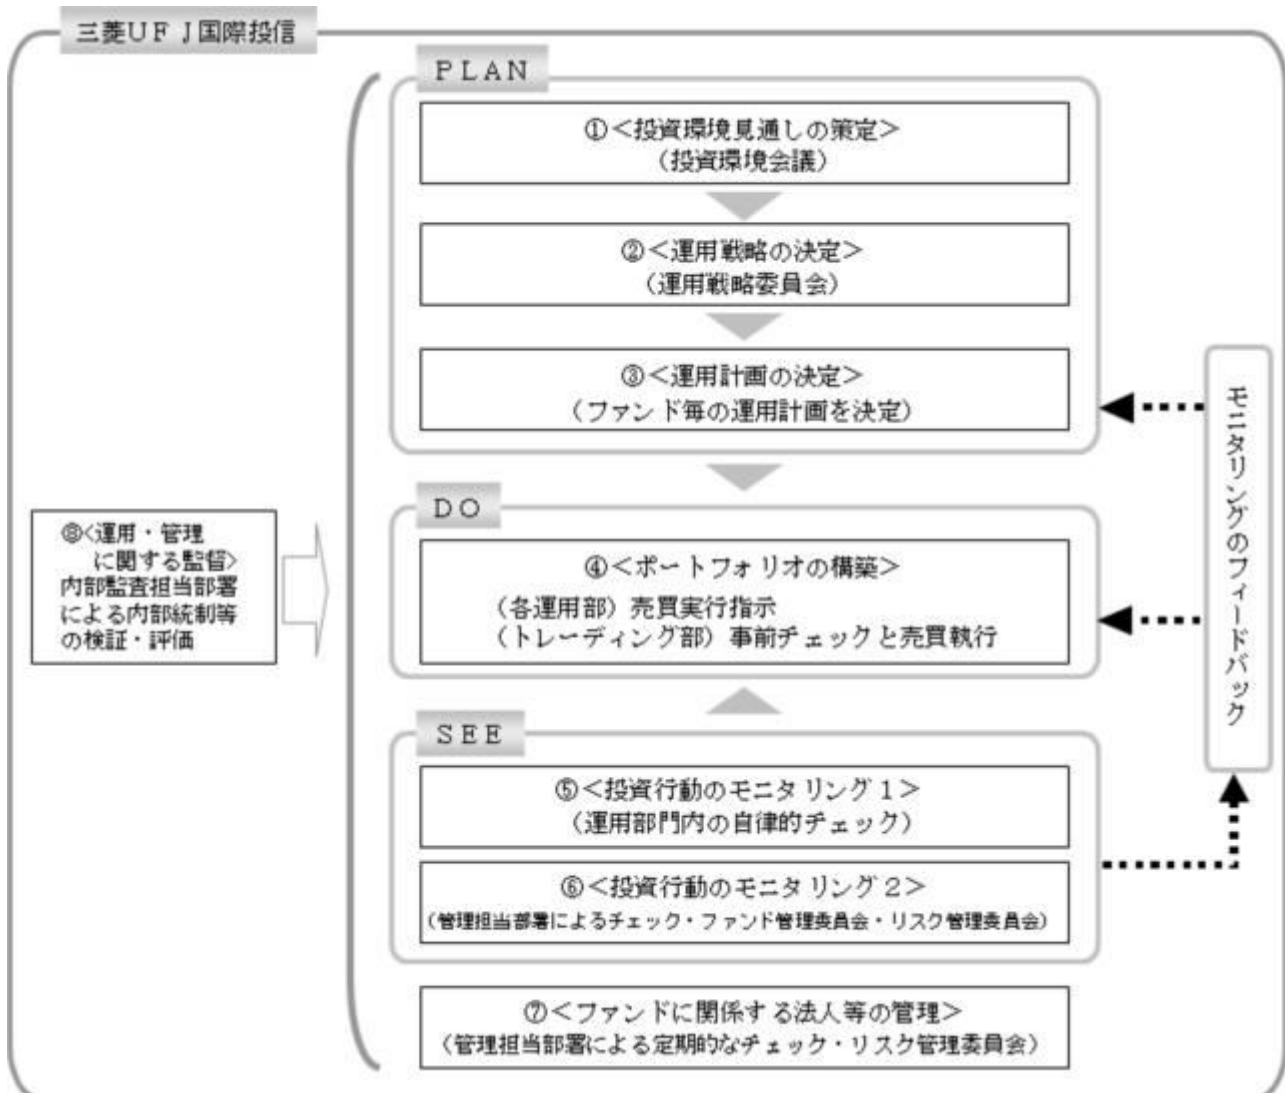 三菱ＵＦＪ国際投信
ＰＬＡＮ
①＜投資環境見通しの策定＞
（投資環境会議）
②＜運用戦略の決定＞
（運用戦略委員会）
③＜運用計画の決定＞
（ファンド毎の運用計画を決定）
ＤＯ
④＜ポートフォリオの構築＞
（各運用部）売買実行指示
（トレーディング部）事前チェックと売買執行
ＳＥＥ
⑤＜投資行動のモニタリング１＞
（運用部門内の自律的チェック）
⑥＜投資行動のモニタリング２＞
（管理担当部署によるチェック・ファンド管理委員会・リスク管理委員会）
⑦＜ファンドに関係する法人等の管理＞
（管理担当部署による定期的なチェック・リスク管理委員会）
⑧＜運用・管理
に関する監督＞
内部監査担当部署
による内部統制等
の検証・評価
モニタリングのフィードバック